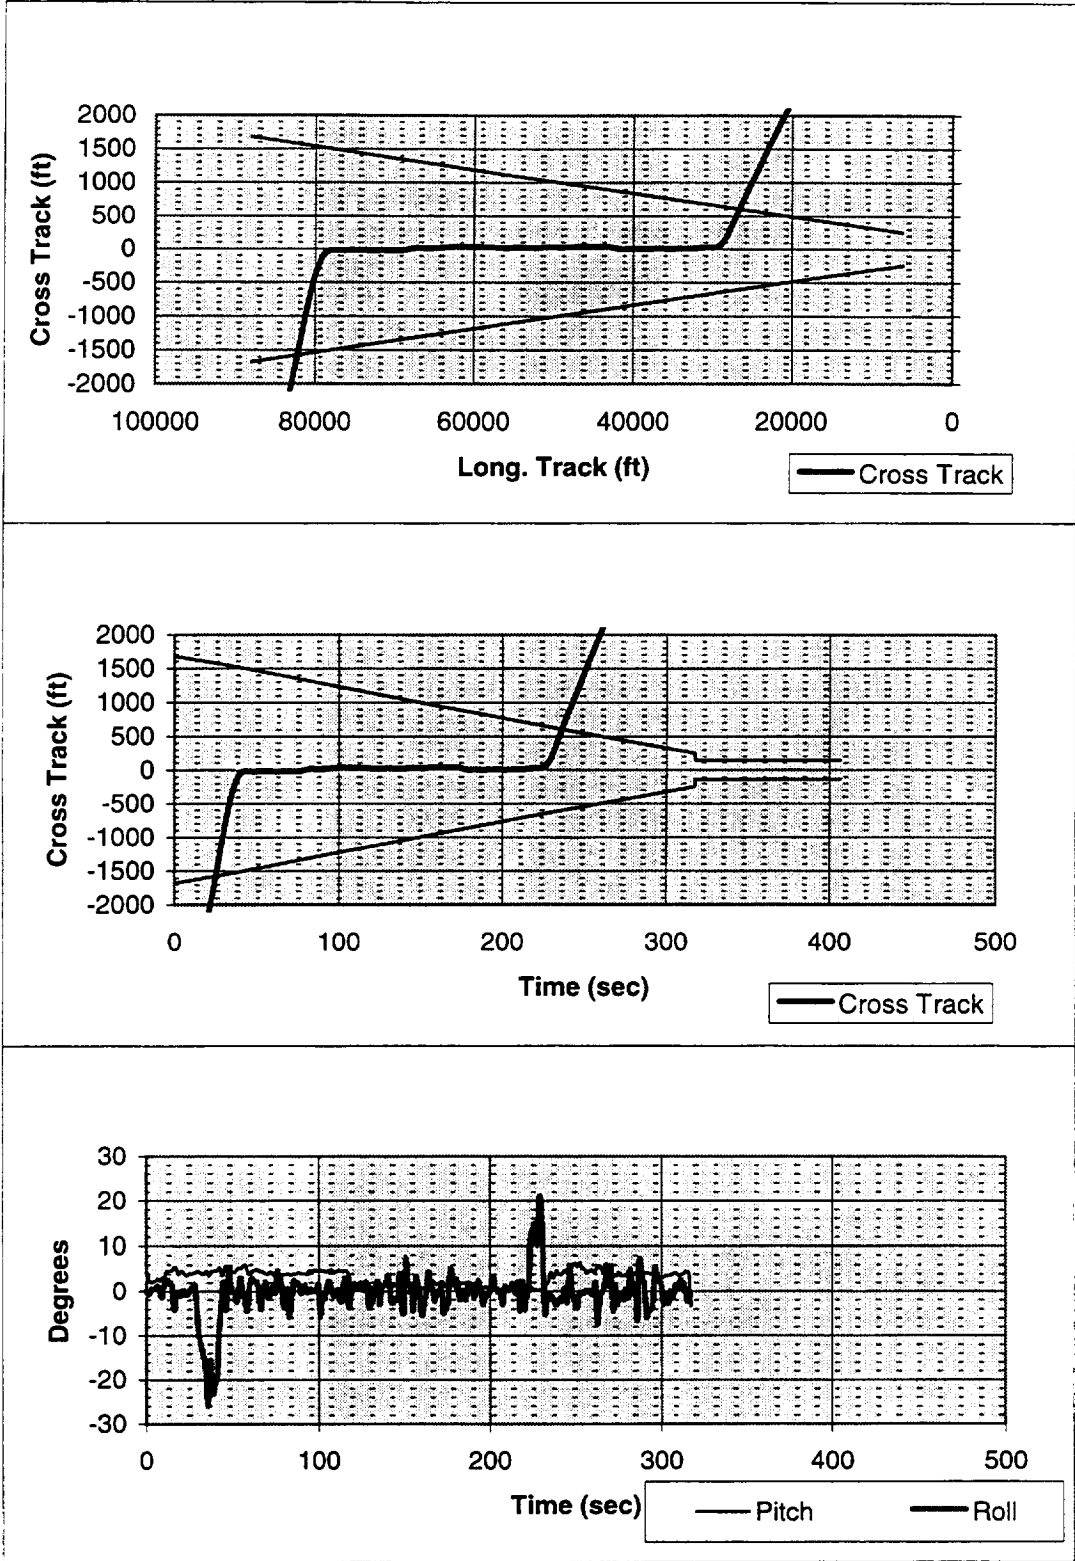 2000
1500
1000
500
0
-500
-1000
-1500
-2000
Cross Track (ft)
100000 80000 60000 40000 20000 0
Long. Track (ft)
Cross Track
2000
1500
1000
500
0
-500
-1000
-1500
-2000
Cross Track (ft)
0 100 200 300 400 500
Time (sec)
Cross Track
30
20
10
0
-10
-20
-30
Degrees
0 100 200 300 400 500
Time (sec)
Pitch Roll